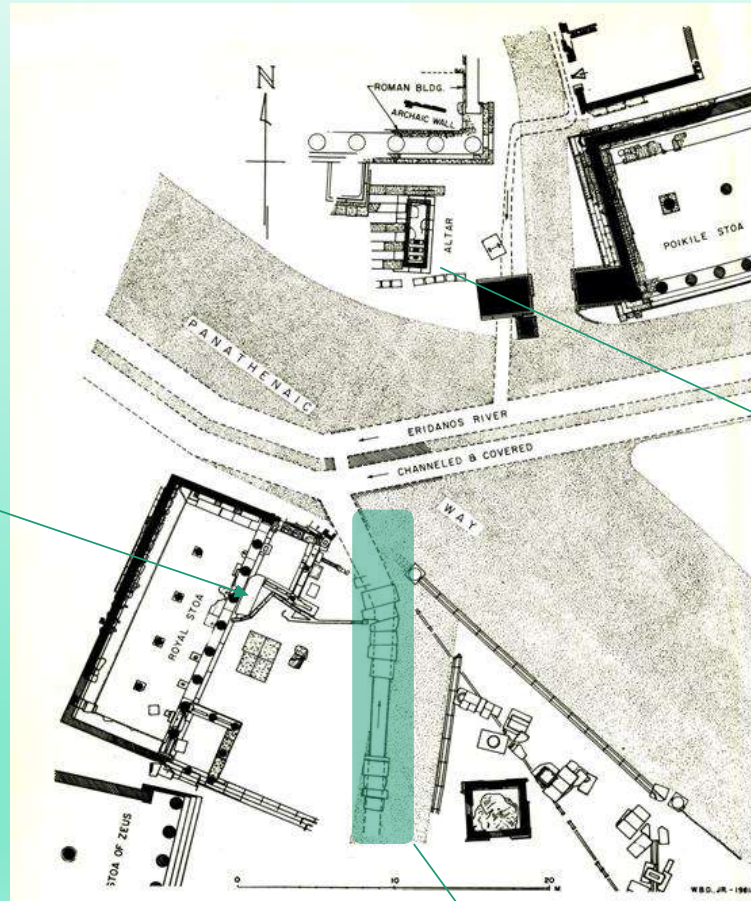 N
ROMAN BLDG.
ARCHAIC WALL
ALTAR
POIKILE STOA
PANATHENAIC
ERIDANOS RIVER
CHANNELED & COVERED
WAY
ROYAL STOA
STOA OF ZEUS
0 10 20 M
W.B.D., JR - 1981